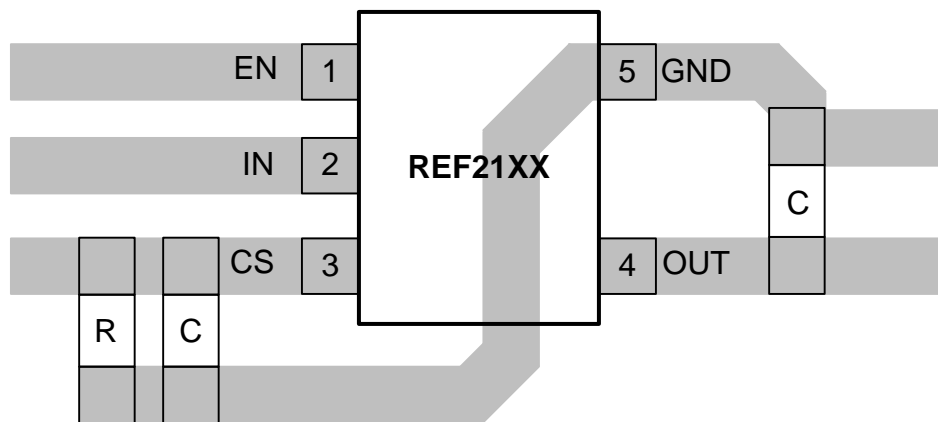 EN 1 5 GND
IN 2 REF21XX
C
CS 3 4 OUT
R C